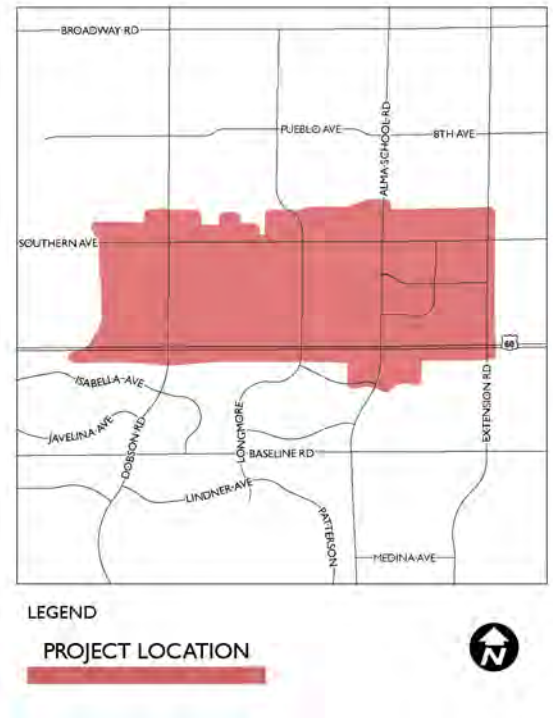 BROADWAY RD
PUEBLO AVE
8TH AVE
ALMA SCHOOL RD
SOUTHERN AVE
60
ISABELLA AVE
JAVELINA AVE
DOBSON RD
LONGMORE
EXTENSION RD
BASELINE RD
LINDNER AVE
PATTERSON
MEDINA AVE
LEGEND
PROJECT LOCATION
N